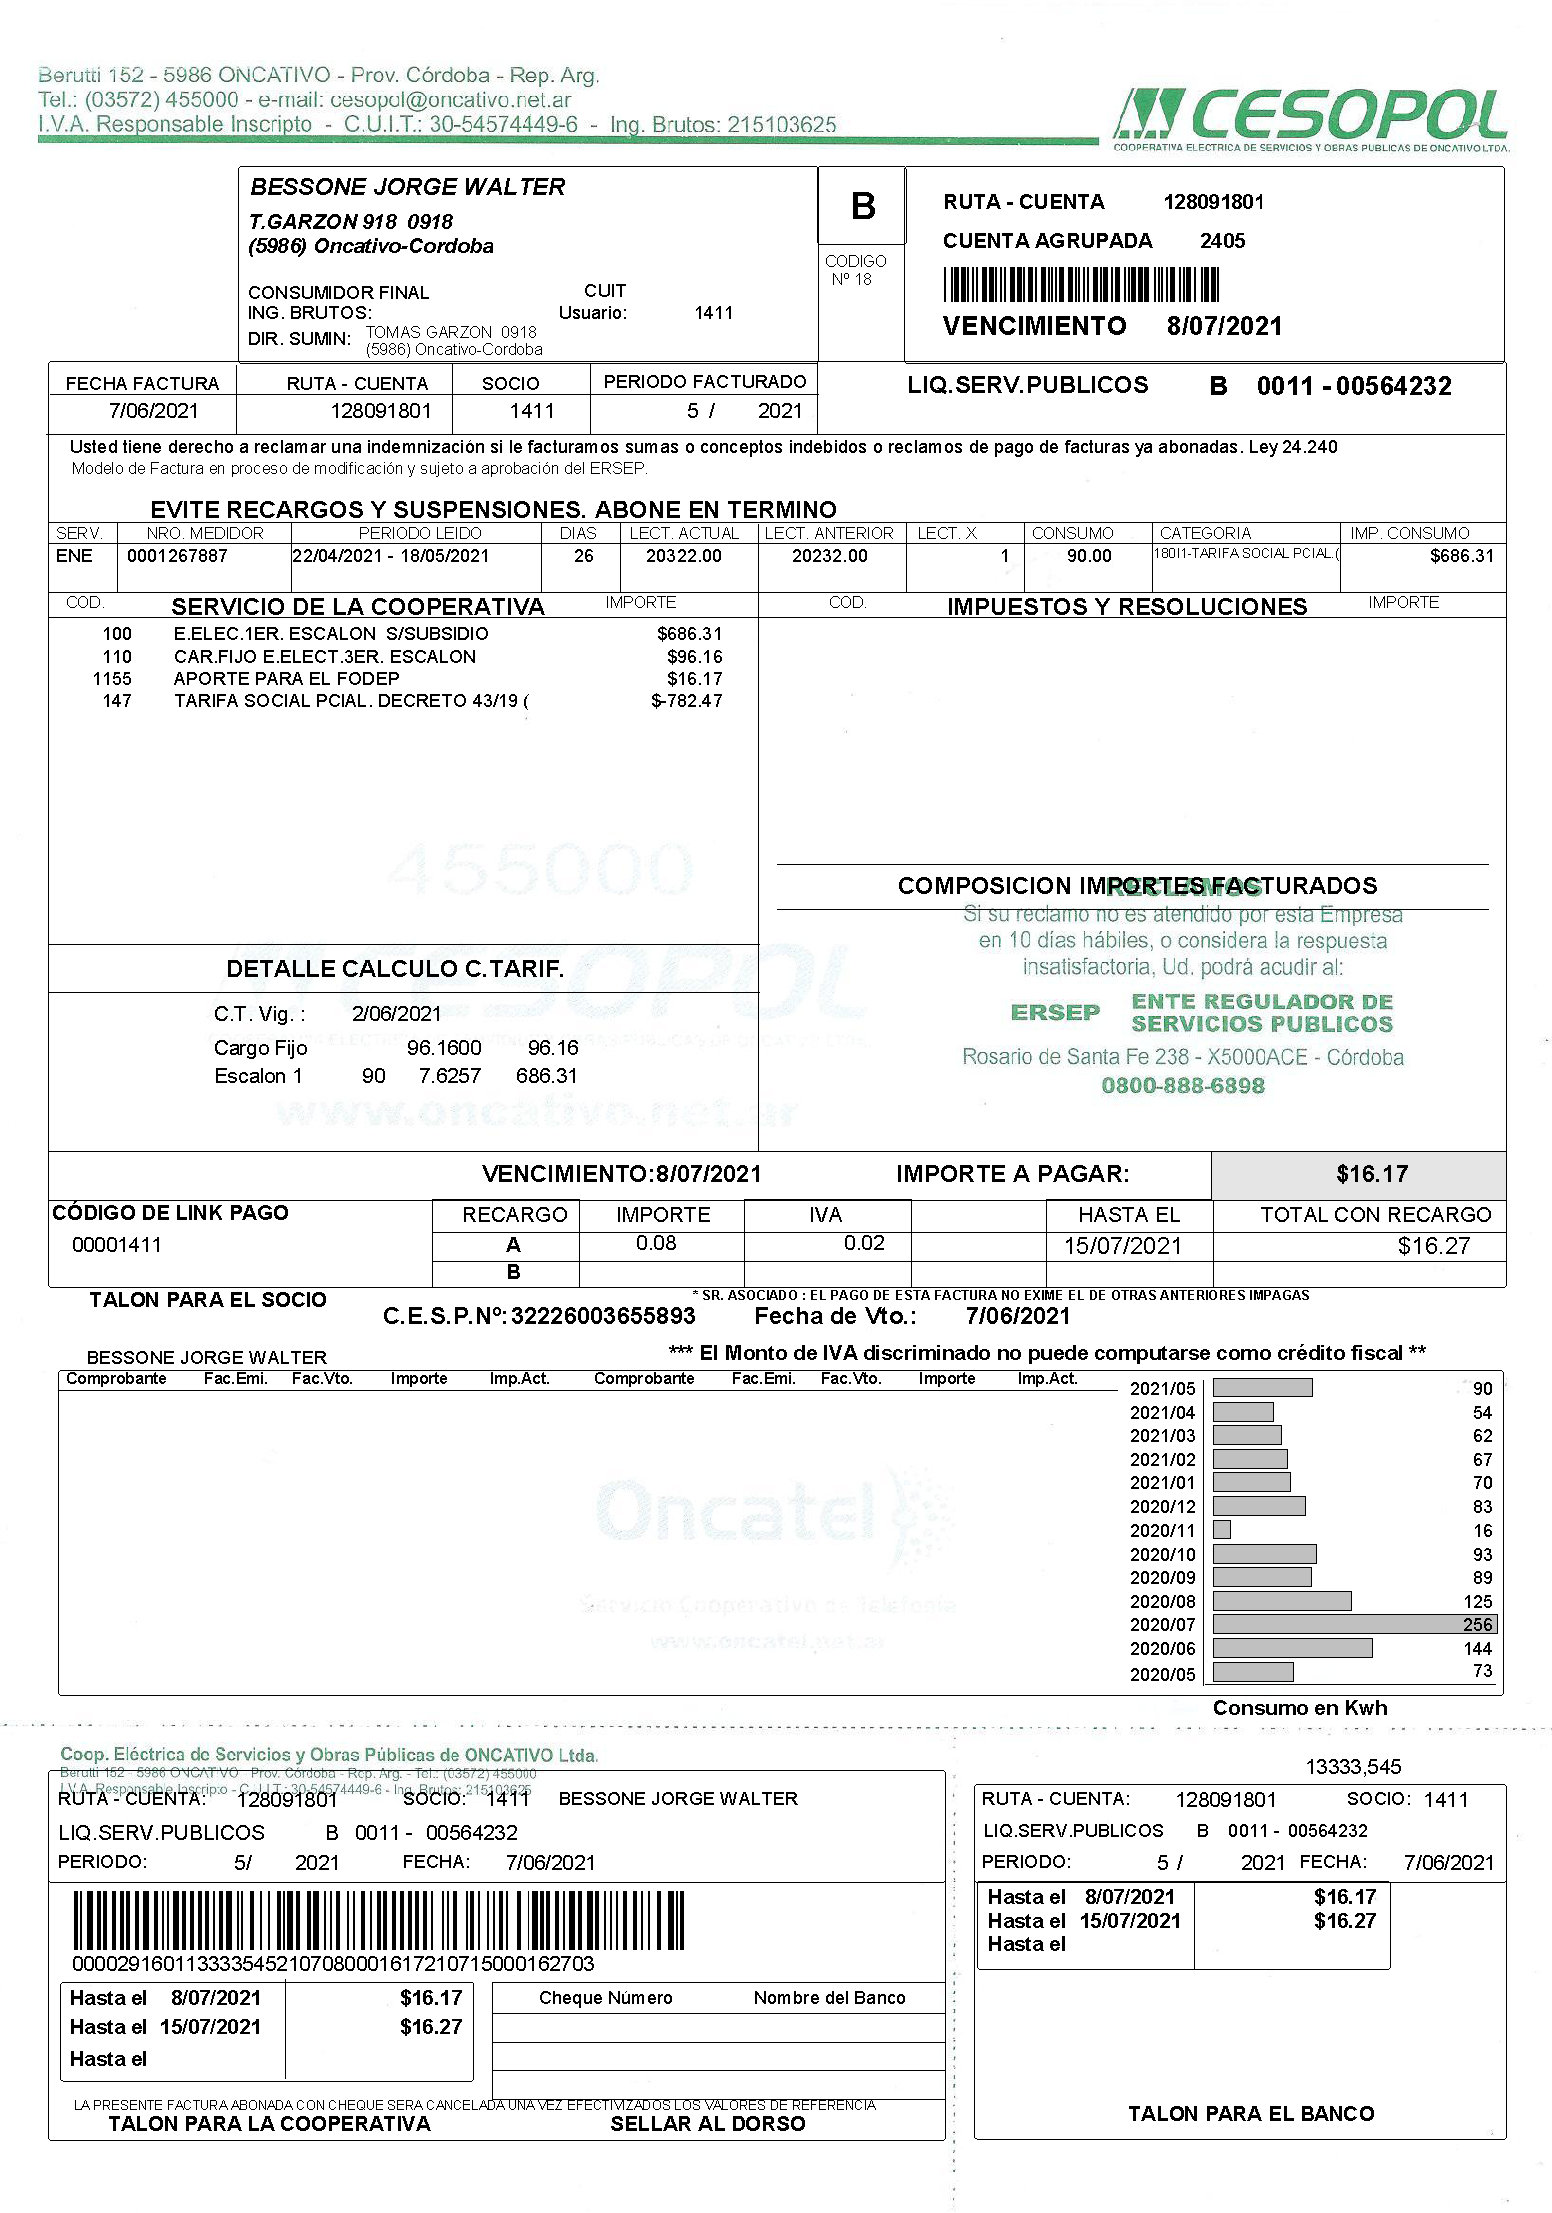 Berutti 152 - 5986 ONCATIVO - Prov. Córdoba - Rep. Arg.
Tel.: (03572) 455000 - e-mail: cesopol@oncativo.net.ar
I.V.A. Responsable Inscripto - C.U.I.T.: 30-54574449-6 - Ing. Brutos: 215103625
CESOPOL
COOPERATIVA ELECTRICA DE SERVICIOS Y OBRAS PUBLICAS DE ONCATIVO LTDA.
BESSONE JORGE WALTER
T.GARZON 918 0918
(5986) Oncativo-Cordoba
CONSUMIDOR FINAL CUIT
ING. BRUTOS: Usuario: 1411
DIR. SUMIN: TOMAS GARZON 0918
(5986) Oncativo-Cordoba
B
CODIGO
Nº 18
RUTA - CUENTA 128091801
CUENTA AGRUPADA 2405
VENCIMIENTO 8/07/2021
FECHA FACTURA RUTA - CUENTA SOCIO PERIODO FACTURADO
7/06/2021 128091801 1411 5 / 2021
LIQ.SERV.PUBLICOS B 0011 - 00564232
Usted tiene derecho a reclamar una indemnización si le facturamos sumas o conceptos indebidos o reclamos de pago de facturas ya abonadas. Ley 24.240
Modelo de Factura en proceso de modificación y sujeto a aprobación del ERSEP.
EVITE RECARGOS Y SUSPENSIONES. ABONE EN TERMINO
SERV. NRO. MEDIDOR PERIODO LEIDO DIAS LECT. ACTUAL LECT. ANTERIOR LECT. X CONSUMO CATEGORIA IMP. CONSUMO
ENE 0001267887 22/04/2021 - 18/05/2021 26 20322.00 20232.00 1 90.00 180I1-TARIFA SOCIAL PCIAL.( $686.31
COD. SERVICIO DE LA COOPERATIVA IMPORTE COD. IMPUESTOS Y RESOLUCIONES IMPORTE
100 E.ELEC.1ER. ESCALON S/SUBSIDIO $686.31
110 CAR.FIJO E.ELECT.3ER. ESCALON $96.16
1155 APORTE PARA EL FODEP $16.17
147 TARIFA SOCIAL PCIAL. DECRETO 43/19 ( $-782.47
455000
CESOPOL
www.oncativo.net.ar
COMPOSICION IMPORTES FACTURADOS
RECLAMOS
Si su reclamo no es atendido por esta Empresa
en 10 días hábiles, o considera la respuesta
insatisfactoria, Ud. podrá acudir al:
ERSEP ENTE REGULADOR DE
SERVICIOS PUBLICOS
Rosario de Santa Fe 238 - X5000ACE - Córdoba
0800-888-6898
DETALLE CALCULO C.TARIF.
C.T. Vig. : 2/06/2021
Cargo Fijo 96.1600 96.16
Escalon 1 90 7.6257 686.31
VENCIMIENTO:8/07/2021 IMPORTE A PAGAR: $16.17
CÓDIGO DE LINK PAGO RECARGO IMPORTE IVA HASTA EL TOTAL CON RECARGO
00001411 A 0.08 0.02 15/07/2021 $16.27
B
TALON PARA EL SOCIO * SR. ASOCIADO : EL PAGO DE ESTA FACTURA NO EXIME EL DE OTRAS ANTERIORES IMPAGAS
C.E.S.P.Nº: 32226003655893 Fecha de Vto.: 7/06/2021
BESSONE JORGE WALTER *** El Monto de IVA discriminado no puede computarse como crédito fiscal **
Comprobante Fac.Emi. Fac.Vto. Importe Imp.Act. Comprobante Fac.Emi. Fac.Vto. Importe Imp.Act.
2021/05 90
2021/04 54
2021/03 62
2021/02 67
2021/01 70
2020/12 83
2020/11 16
2020/10 93
2020/09 89
2020/08 125
2020/07 256
2020/06 144
2020/05 73
Consumo en Kwh
Oncatel
Servicio Cooperativo de Telefonía
www.oncatel.net.ar
Coop. Eléctrica de Servicios y Obras Públicas de ONCATIVO Ltda.
Berutti 152 - 5986 ONCATIVO - Prov. Córdoba - Rep. Arg. - Tel.: (03572) 455000
I.V.A. Responsable Inscripto - C.U.I.T.: 30-54574449-6 - Ing. Brutos: 215103625
RUTA - CUENTA: 128091801 SOCIO: 1411 BESSONE JORGE WALTER
LIQ.SERV.PUBLICOS B 0011 - 00564232
PERIODO: 5/ 2021 FECHA: 7/06/2021
00002916011333354521070800016172107150001627​03
Hasta el 8/07/2021 $16.17
Hasta el 15/07/2021 $16.27
Hasta el
Cheque Número Nombre del Banco
LA PRESENTE FACTURA ABONADA CON CHEQUE SERA CANCELADA UNA VEZ EFECTIVIZADOS LOS VALORES DE REFERENCIA
TALON PARA LA COOPERATIVA SELLAR AL DORSO
13333,545
RUTA - CUENTA: 128091801 SOCIO: 1411
LIQ.SERV.PUBLICOS B 0011 - 00564232
PERIODO: 5 / 2021 FECHA: 7/06/2021
Hasta el 8/07/2021 $16.17
Hasta el 15/07/2021 $16.27
Hasta el
TALON PARA EL BANCO